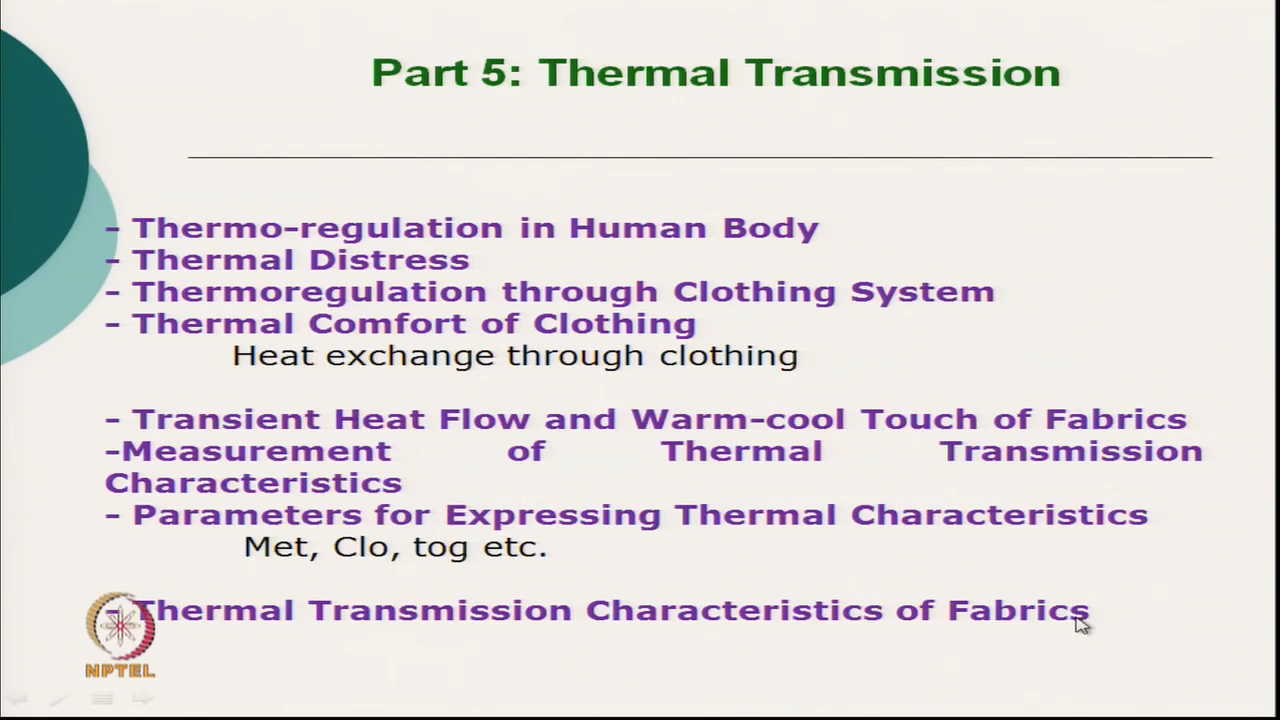 Part 5: Thermal Transmission
- Thermo-regulation in Human Body
- Thermal Distress
- Thermoregulation through Clothing System
- Thermal Comfort of Clothing
Heat exchange through clothing
- Transient Heat Flow and Warm-cool Touch of Fabrics
-Measurement of Thermal Transmission
Characteristics
- Parameters for Expressing Thermal Characteristics
Met, Clo, tog etc.
- Thermal Transmission Characteristics of Fabrics
NPTEL